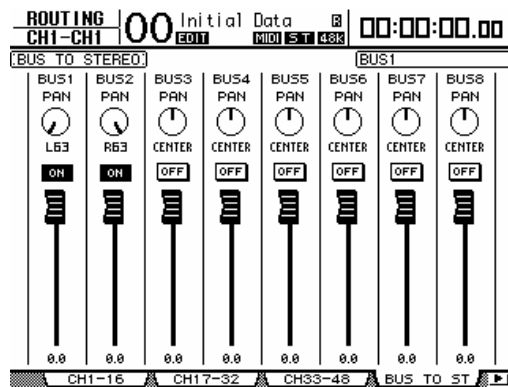 ROUTING 00 Initial Data R 00:00:00.00
CH1-CH1 EDIT MIDI ST 48K
BUS TO STEREO BUS1
BUS1 BUS2 BUS3 BUS4 BUS5 BUS6 BUS7 BUS8
PAN PAN PAN PAN PAN PAN PAN PAN
L63 R63 CENTER CENTER CENTER CENTER CENTER CENTER
ON ON OFF OFF OFF OFF OFF OFF
0.0 0.0 0.0 0.0 0.0 0.0 0.0 0.0
CH1-16 CH17-32 CH33-48 BUS TO ST